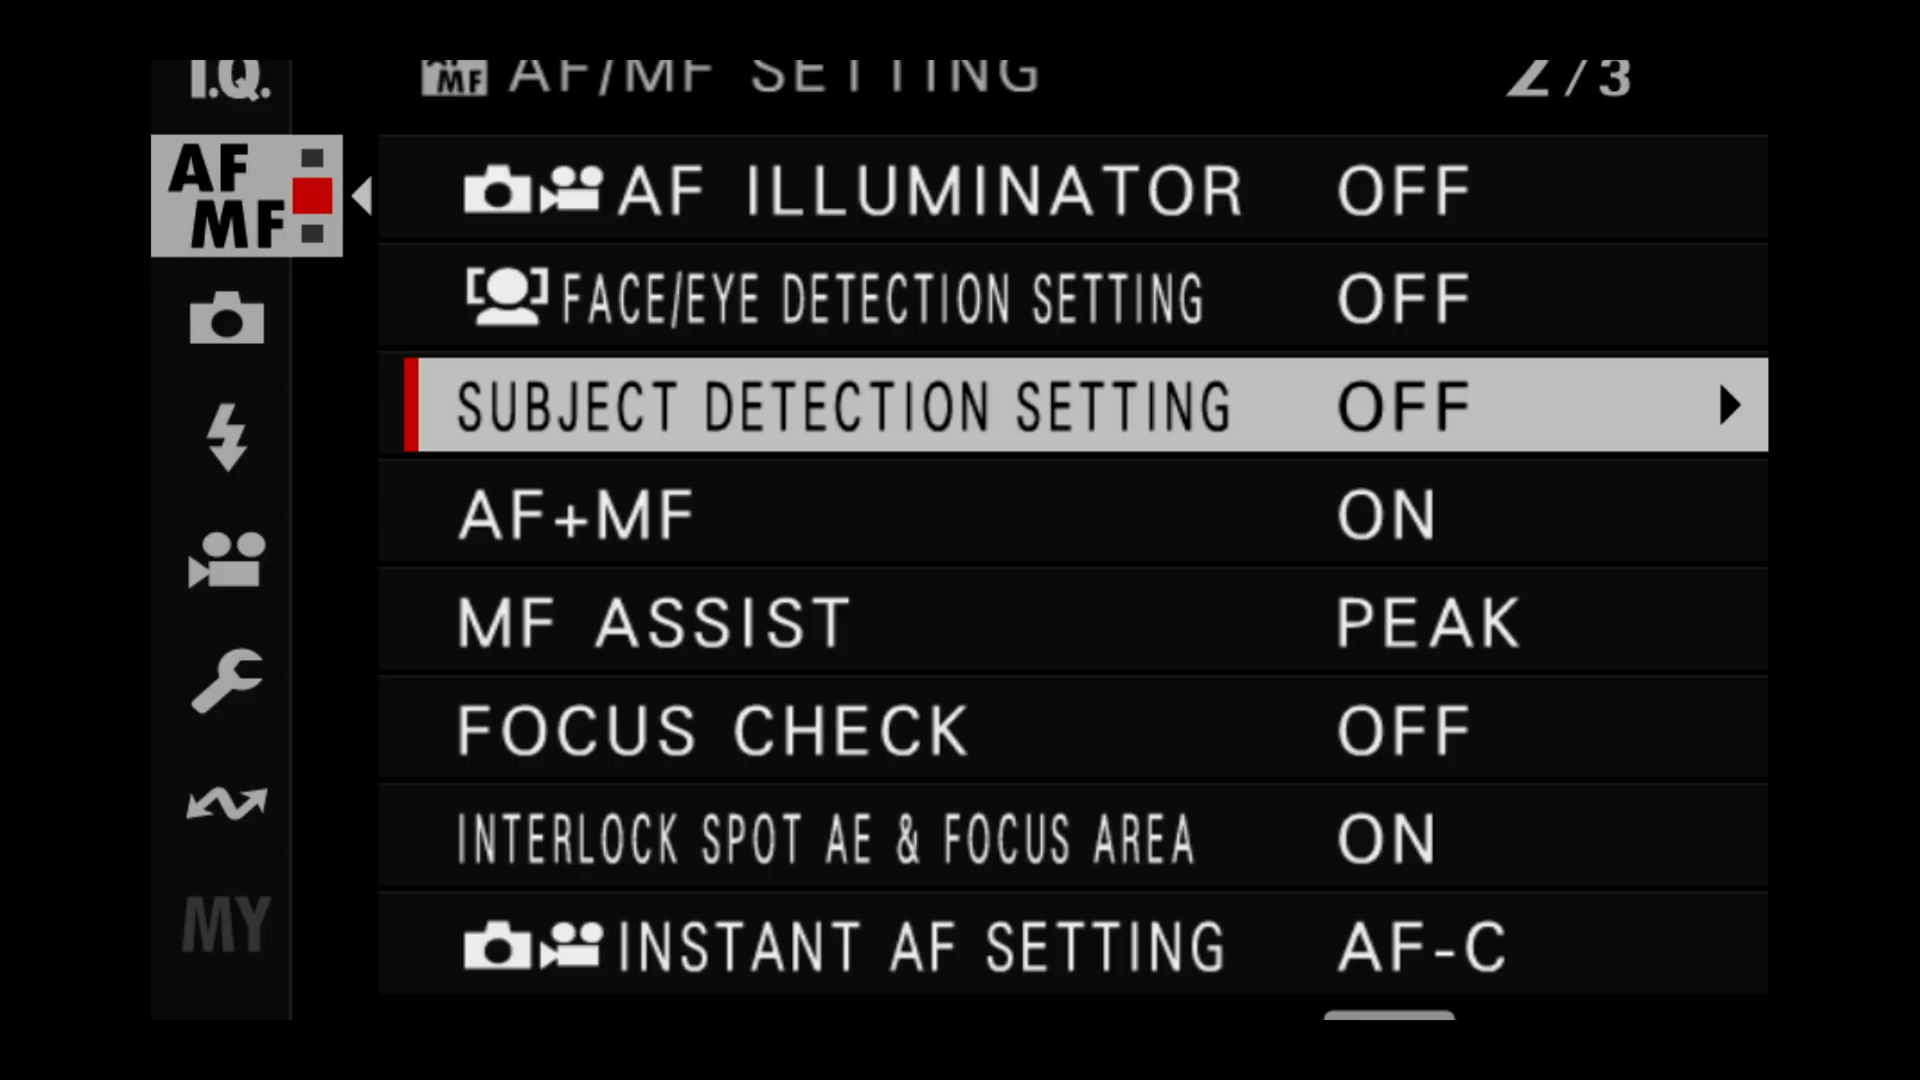 I.Q.
AF/MF SETTING 2/3
AF MF
AF ILLUMINATOR OFF
FACE/EYE DETECTION SETTING OFF
SUBJECT DETECTION SETTING OFF
AF+MF ON
MF ASSIST PEAK
FOCUS CHECK OFF
INTERLOCK SPOT AE & FOCUS AREA ON
INSTANT AF SETTING AF-C
MY